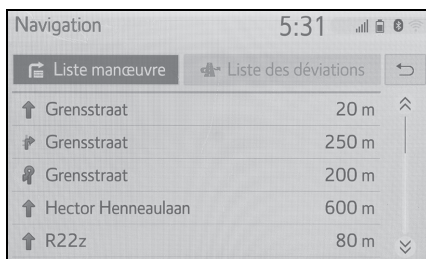 Navigation 5:31
Liste manœuvre Liste des déviations
Grensstraat 20 m
Grensstraat 250 m
Grensstraat 200 m
Hector Henneaulaan 600 m
R22z 80 m